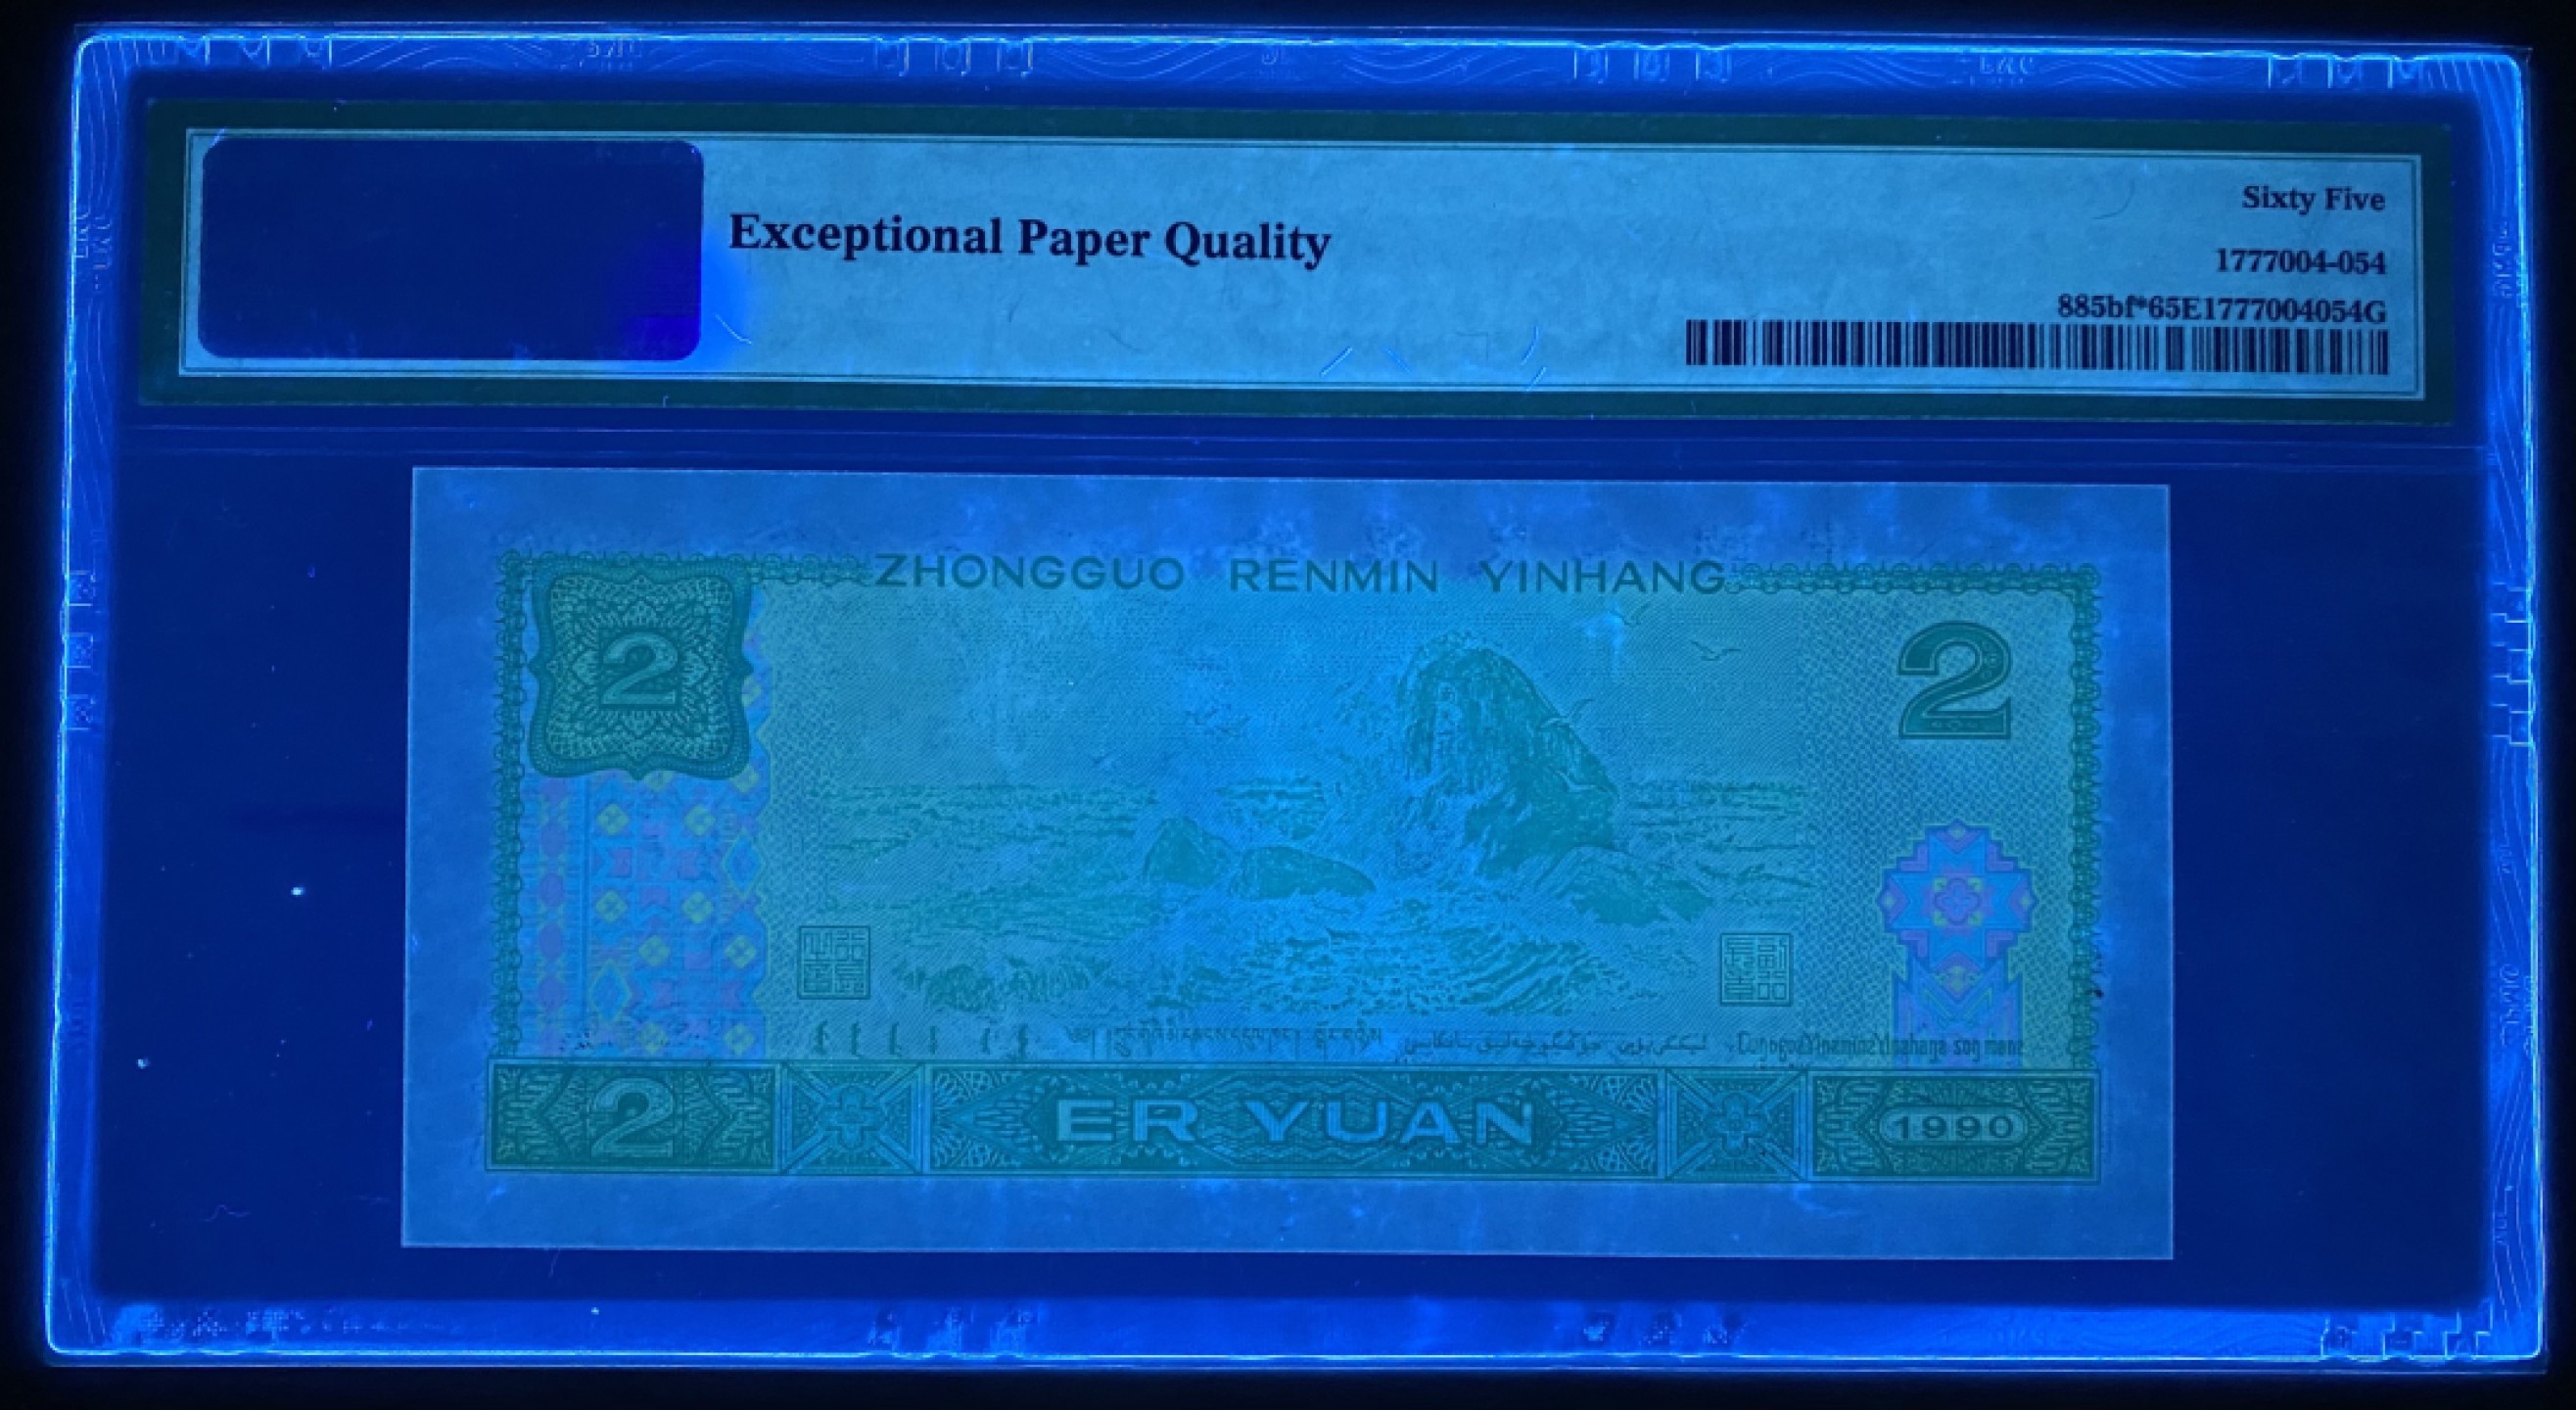 Exceptional Paper Quality
Sixty Five
1777004-054
885bf*65E1777004054G
ZHONGGUO RENMIN YINHANG
2
2
2
ER YUAN
1990